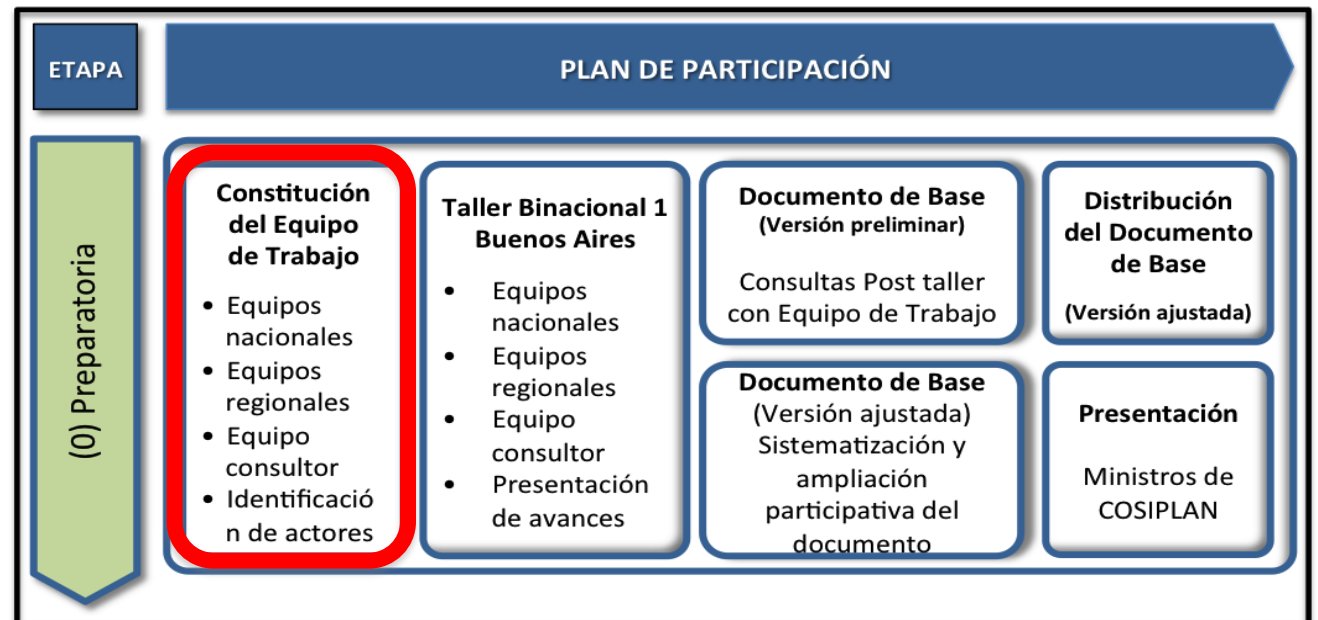 ETAPA
PLAN DE PARTICIPACIÓN
(0) Preparatoria
Constitución
del Equipo
de Trabajo
• Equipos
nacionales
• Equipos
regionales
• Equipo
consultor
• Identificació
n de actores
Taller Binacional 1
Buenos Aires
• Equipos
nacionales
• Equipos
regionales
• Equipo
consultor
• Presentación
de avances
Documento de Base
(Versión preliminar)
Consultas Post taller
con Equipo de Trabajo
Documento de Base
(Versión ajustada)
Sistematización y
ampliación
participativa del
documento
Distribución
del Documento
de Base
(Versión ajustada)
Presentación
Ministros de
COSIPLAN